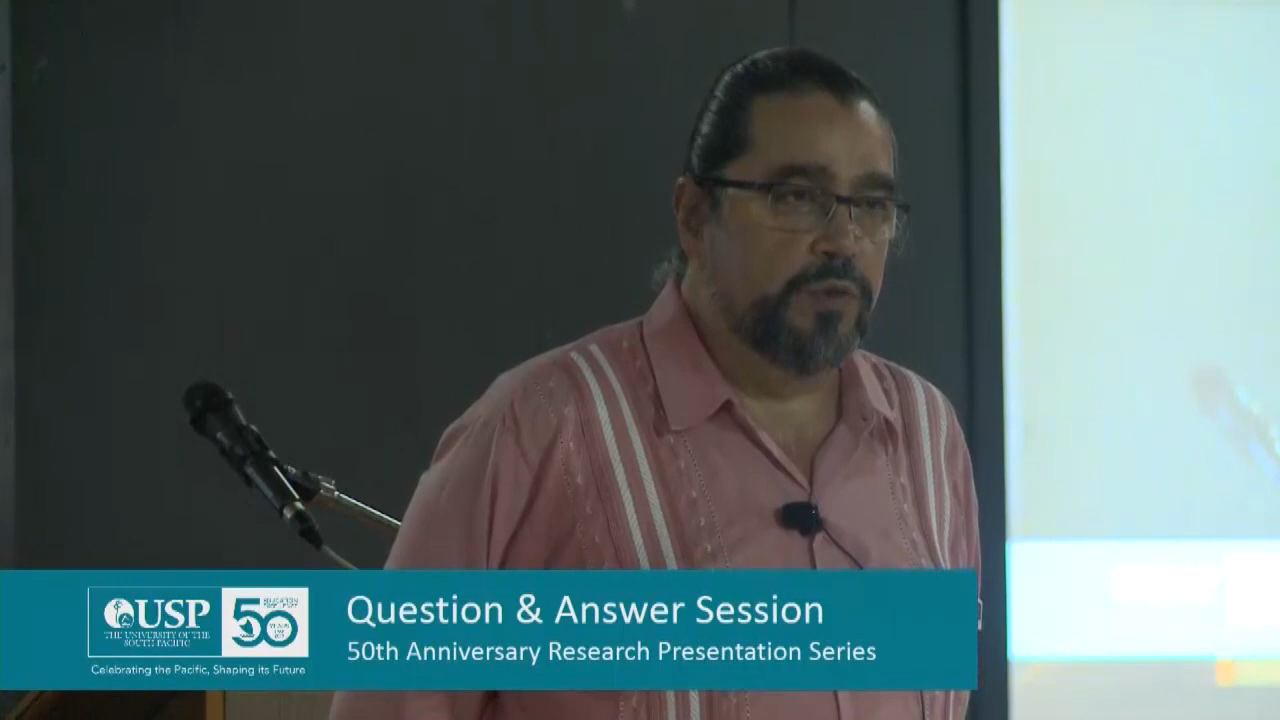 USP
THE UNIVERSITY OF THE
SOUTH PACIFIC
50
Celebrating the Pacific, Shaping its Future
Question & Answer Session
50th Anniversary Research Presentation Series